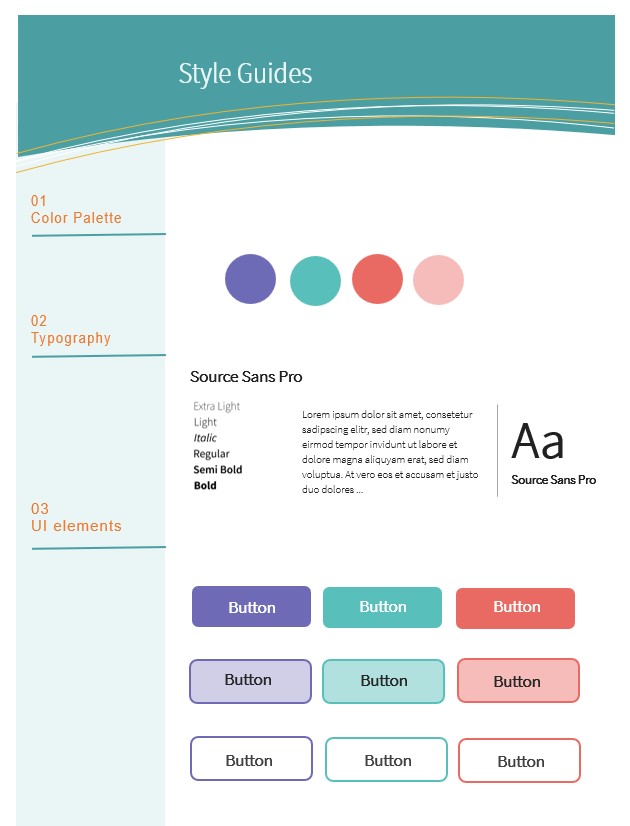 Style Guides
01
Color Palette
02
Typography
Source Sans Pro
Extra Light
Light
Italic
Regular
Semi Bold
Bold
Lorem ipsum dolor sit amet, consetetur
sadipscing elitr, sed diam nonumy
eirmod tempor invidunt ut labore et
dolore magna aliquyam erat, sed diam
voluptua. At vero eos et accusam et justo
duo dolores ...
Aa
Source Sans Pro
03
UI elements
Button Button Button
Button Button Button
Button Button Button